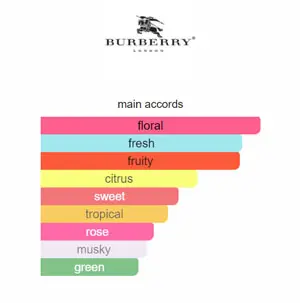 BURBERRY®
LONDON
main accords
floral
fresh
fruity
citrus
sweet
tropical
rose
musky
green